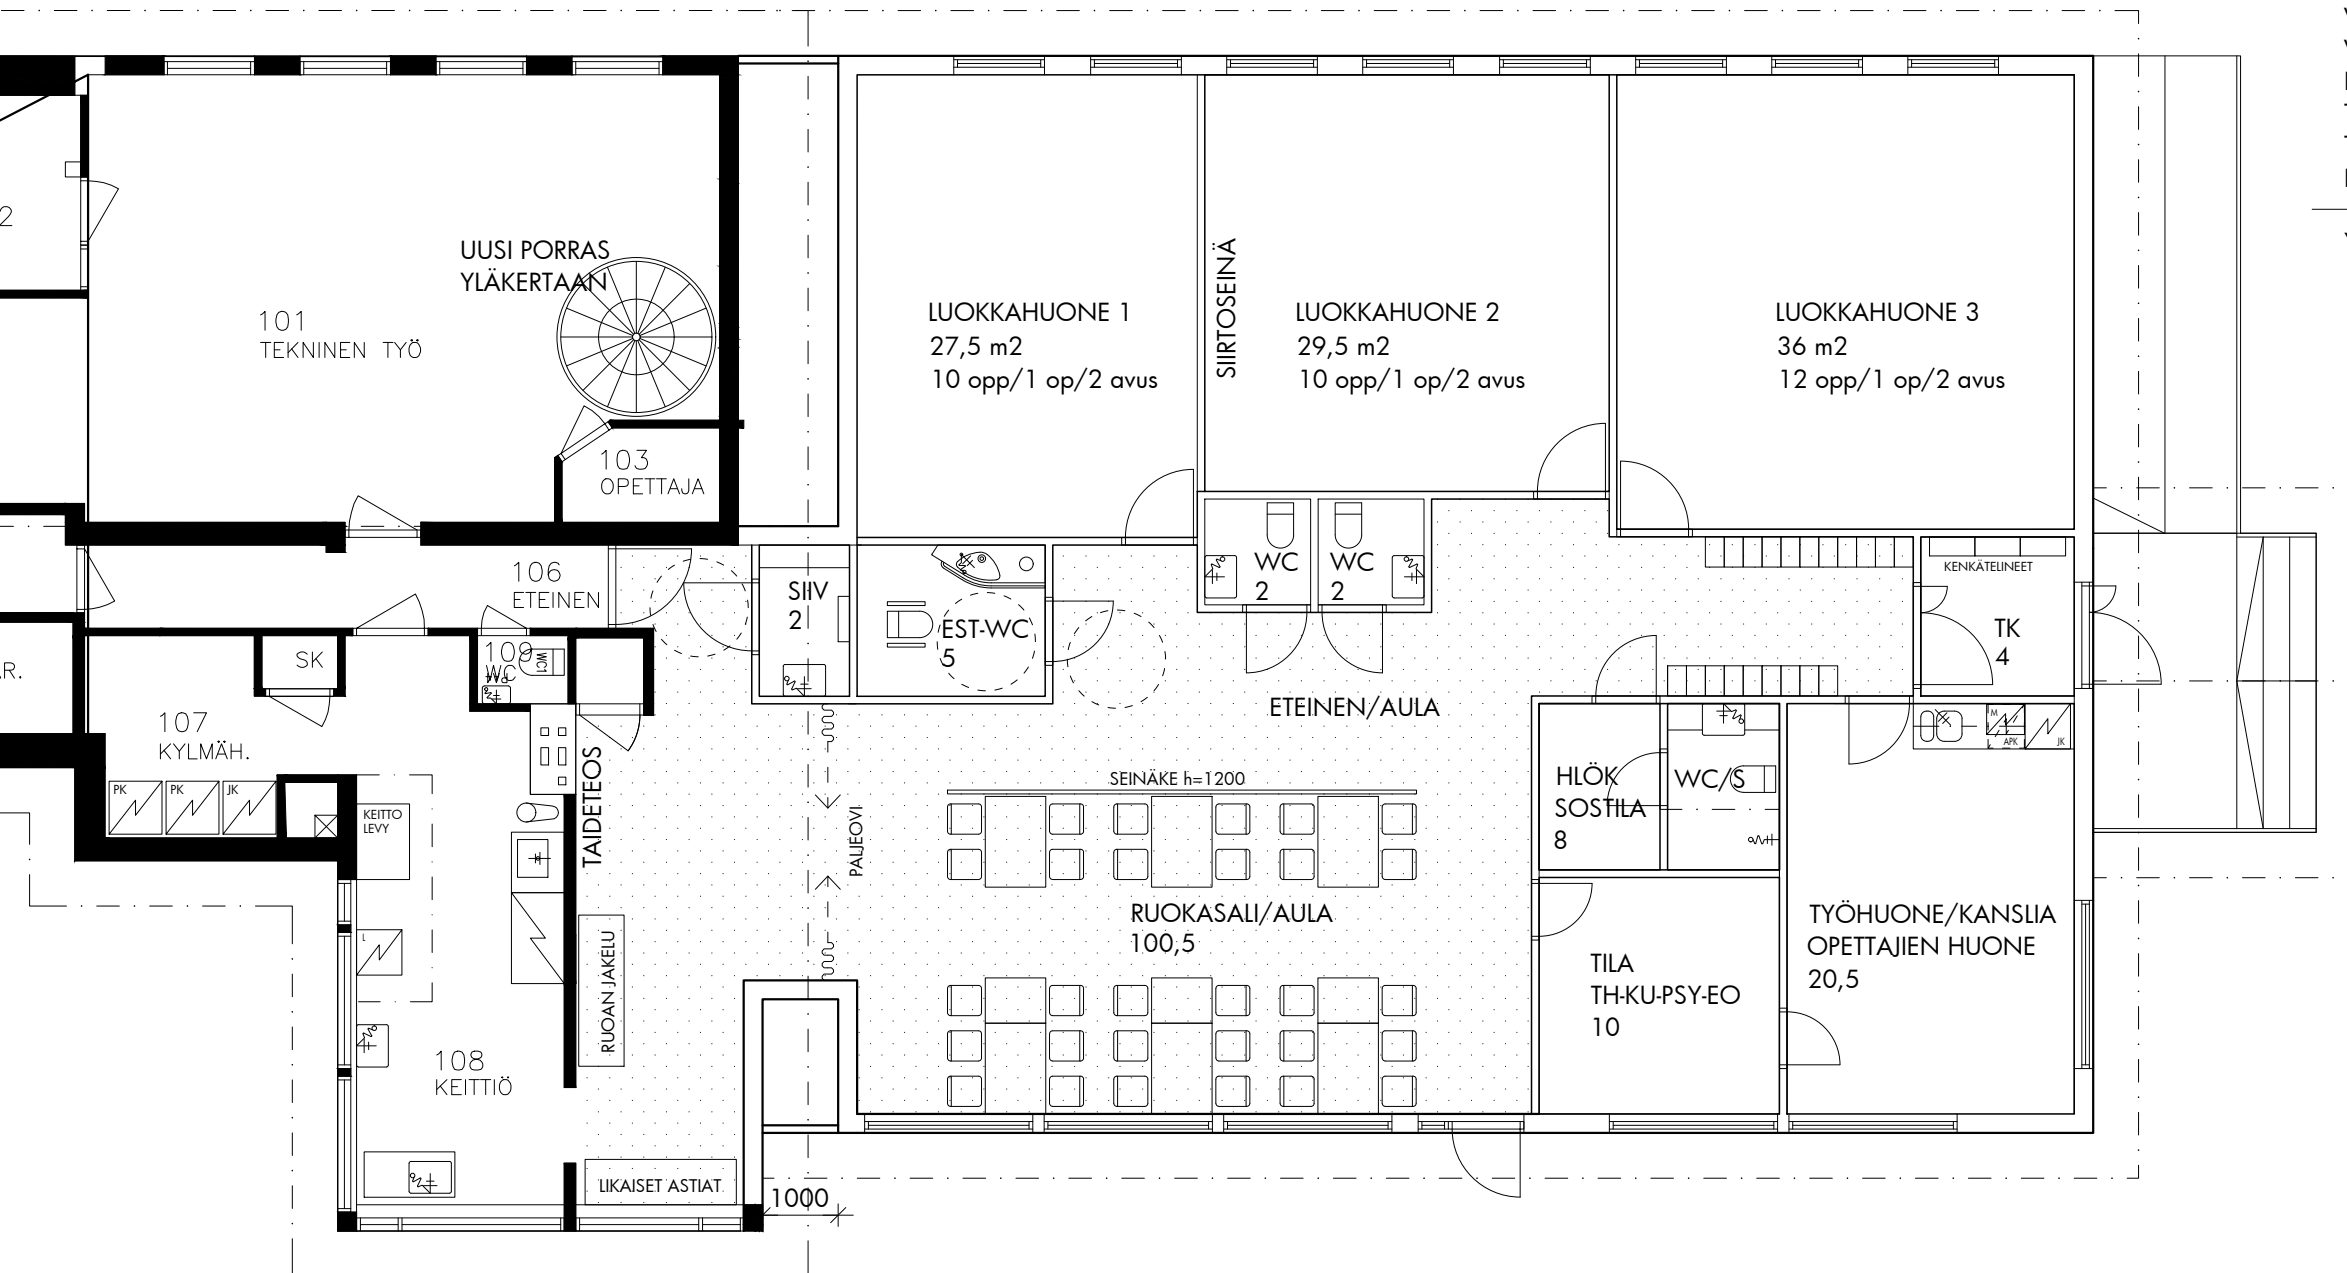 UUSI PORRAS
YLÄKERTAAN
101
TEKNINEN TYÖ
103
OPETTAJA
2
LUOKKAHUONE 1
27,5 m2
10 opp/1 op/2 avus
SIIRTOSEINÄ
LUOKKAHUONE 2
29,5 m2
10 opp/1 op/2 avus
LUOKKAHUONE 3
36 m2
12 opp/1 op/2 avus
106
ETEINEN
SIIV
2
EST-WC
5
WC
2
WC
2
KENKÄTELINEET
TK
4
R.
SK
109
WC
WC1
107
KYLMÄH.
PK
PK
JK
KEITTO
LEVY
L
TAIDETEOS
PALJEOVI
ETEINEN/AULA
SEINÄKE h=1200
RUOKASALI/AULA
100,5
HLÖK
SOSTILA
8
WC/S
M
APK
JK
TYÖHUONE/KANSLIA
OPETTAJIEN HUONE
20,5
TILA
TH-KU-PSY-EO
10
RUOANJAKELU
108
KEITTIÖ
LIKAISET ASTIAT
1000